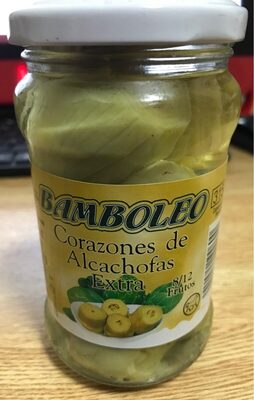 BAMBOLEO
Corazones de
Alcachofas
Extra
8/12
Frutos